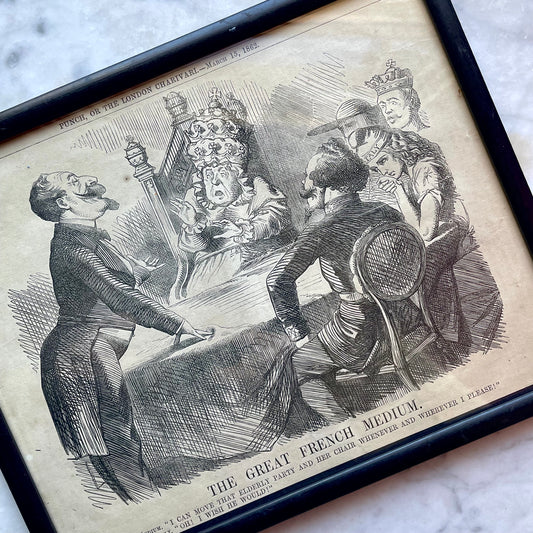 PUNCH, OR THE LONDON CHARIVARI.—MARCH 15, 1862.
THE GREAT FRENCH MEDIUM.
"I CAN MOVE THAT ELDERLY PARTY AND HER CHAIR WHENEVER AND WHEREVER I PLEASE!"
"OH! I WISH HE WOULD!"